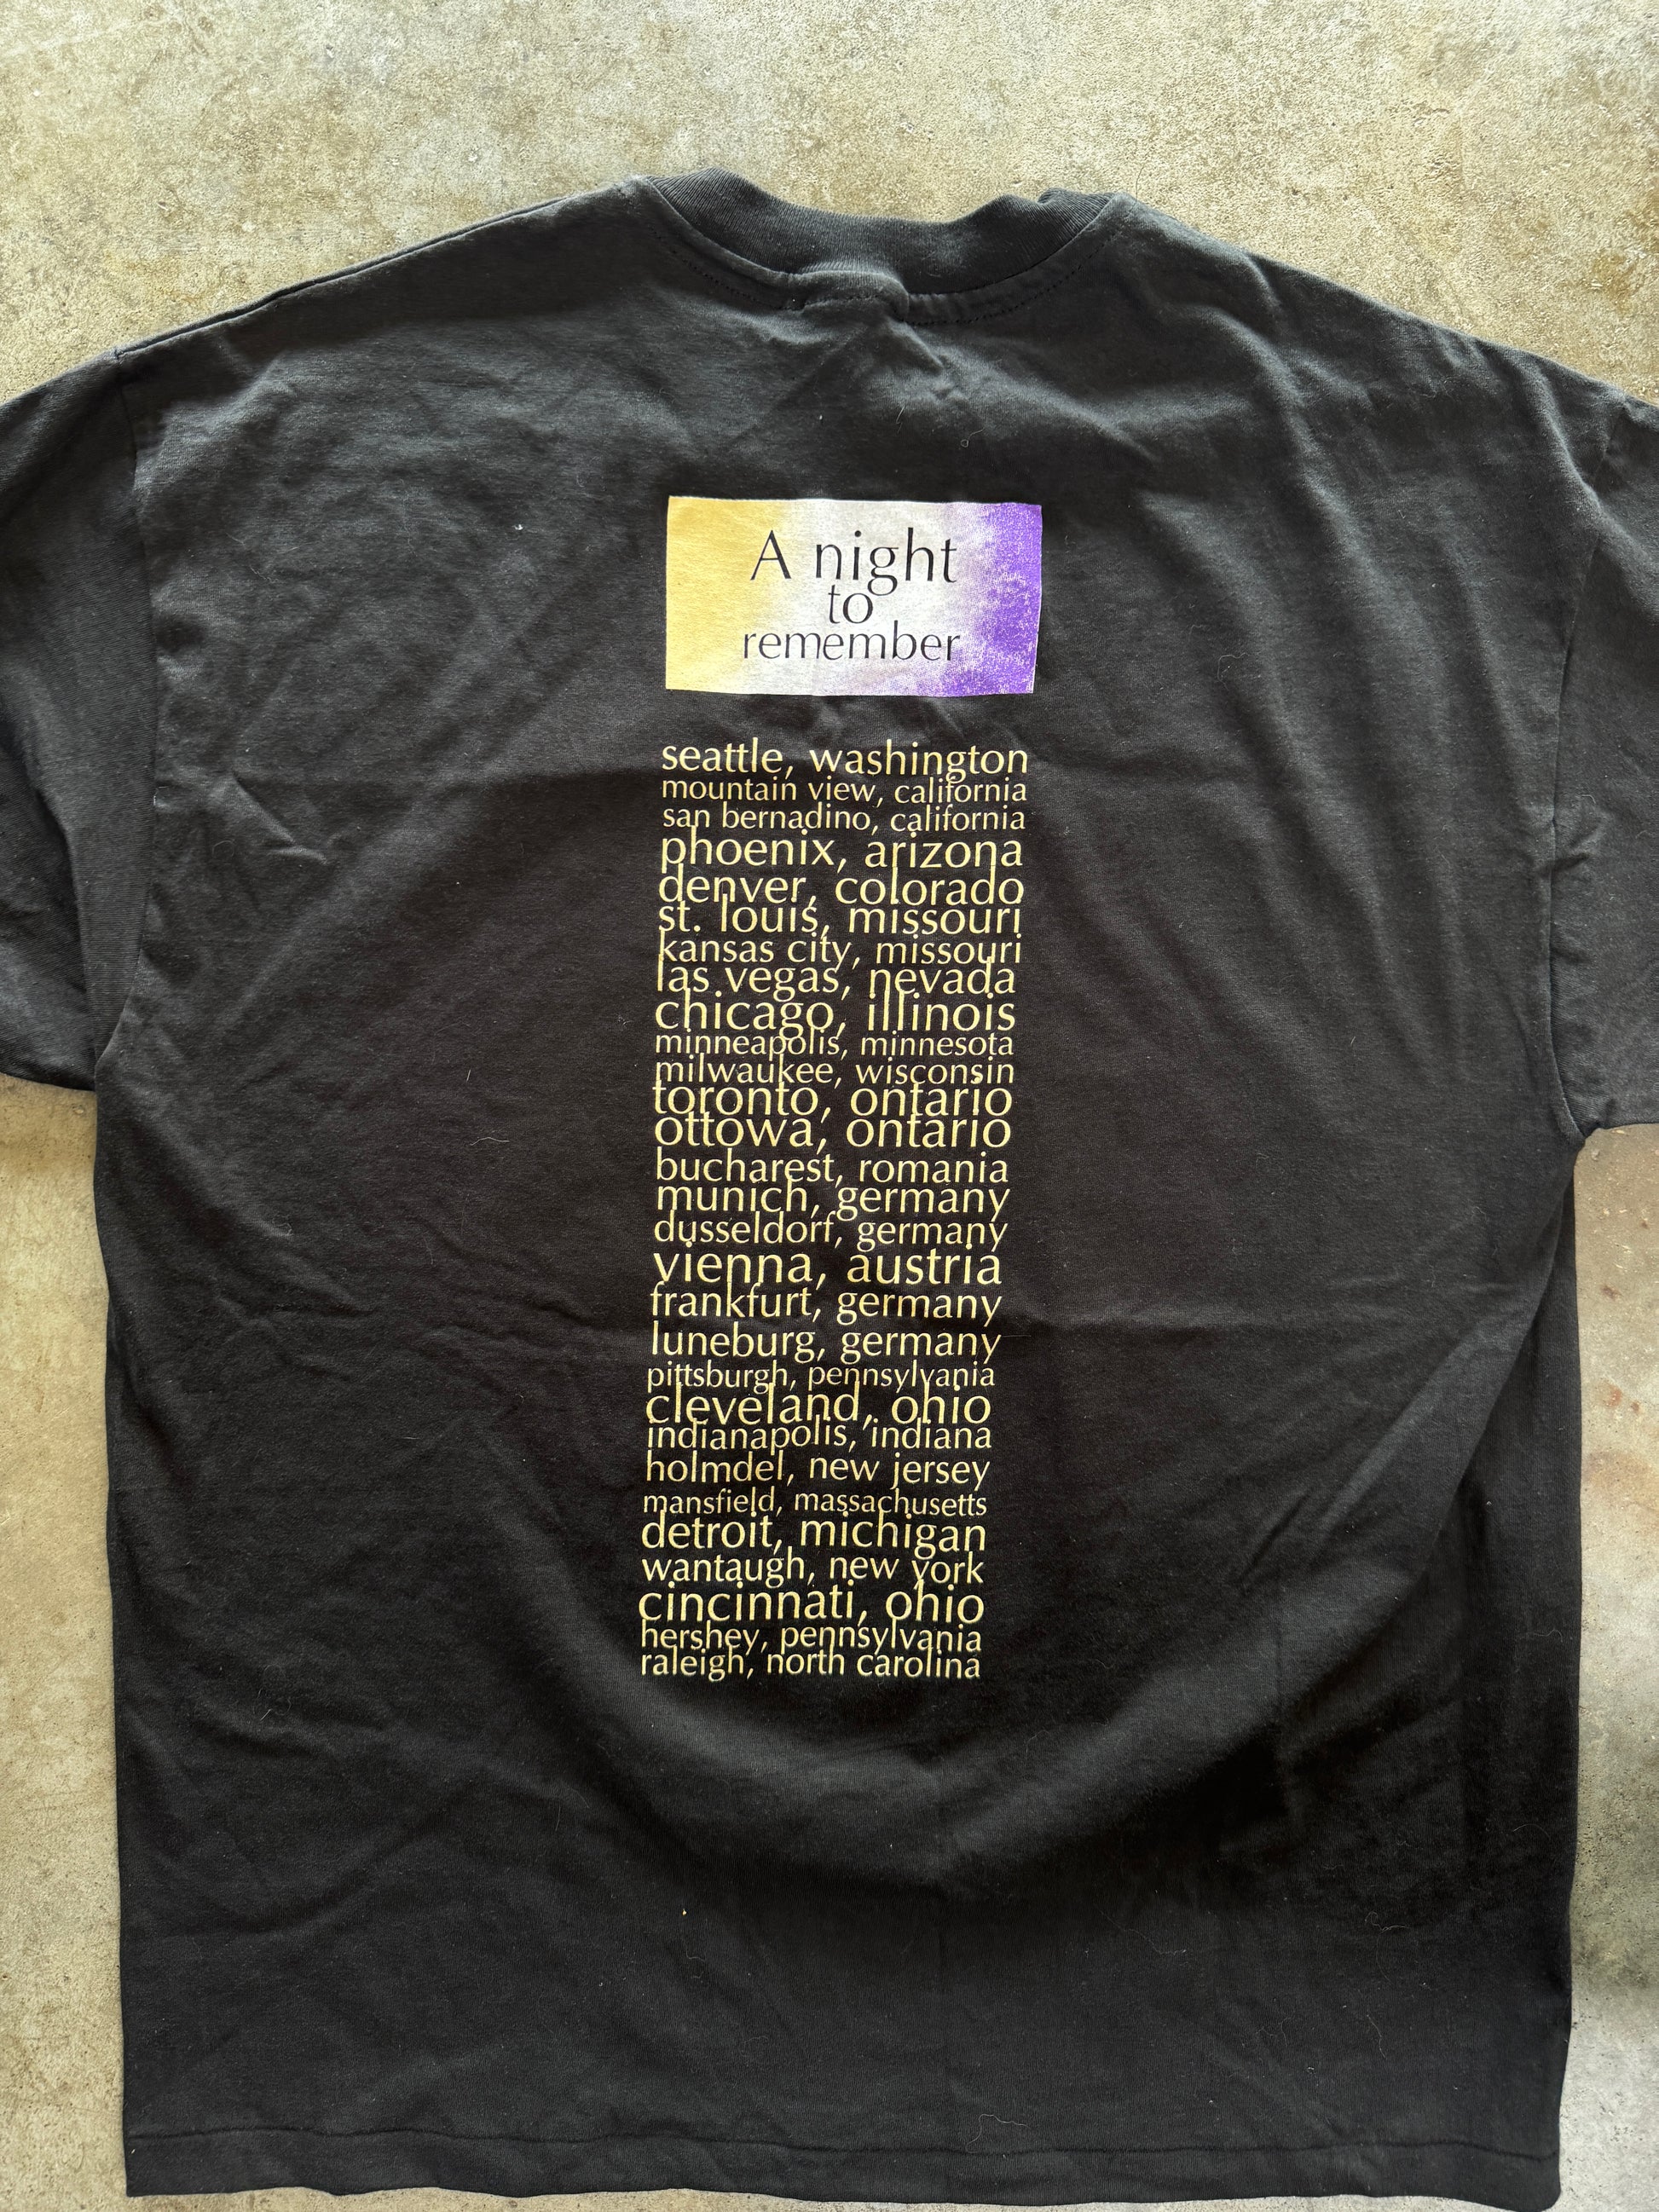 A night
to
remember
seattle, washington
mountain view, california
san bernadino, california
phoenix, arizona
denver, colorado
st. louis, missouri
kansas city, missouri
las vegas, nevada
chicago, illinois
minneapolis, minnesota
milwaukee, wisconsin
toronto, ontario
ottowa, ontario
bucharest, romania
munich, germany
dusseldorf, germany
vienna, austria
frankfurt, germany
luneburg, germany
pittsburgh, pennsylvania
cleveland, ohio
indianapolis, indiana
holmdel, new jersey
mansfield, massachusetts
detroit, michigan
wantaugh, new york
cincinnati, ohio
hershey, pennsylvania
raleigh, north carolina